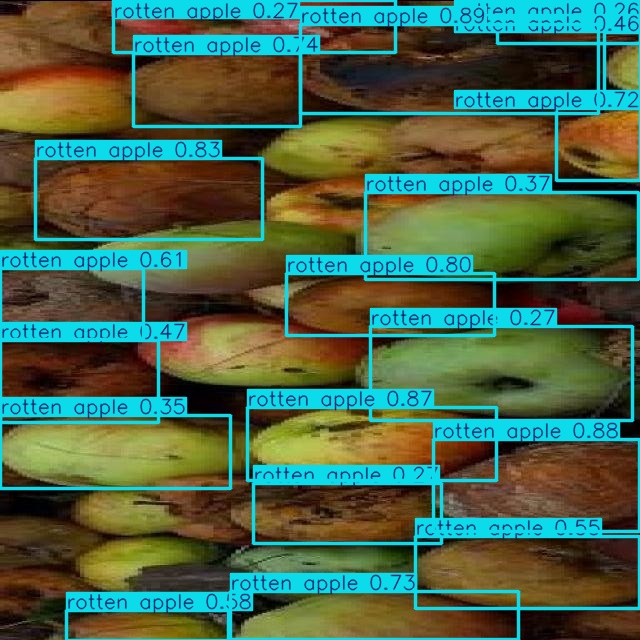 rotten apple 0.27
rotten apple 0.89
apple 0.26
0.46
rotten apple 0.74
rotten apple 0.72
rotten apple 0.83
rotten apple 0.37
rotten apple 0.61
rotten apple 0.80
rotten apple 0.27
rotten apple 0.47
rotten apple 0.87
rotten apple 0.35
rotten apple 0.88
rotten apple 0.27
rotten apple 0.55
rotten apple 0.73
rotten apple 0.58